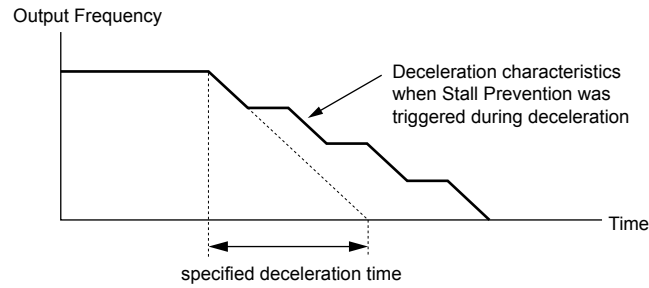 Output Frequency
Deceleration characteristics
when Stall Prevention was
triggered during deceleration
Time
specified deceleration time